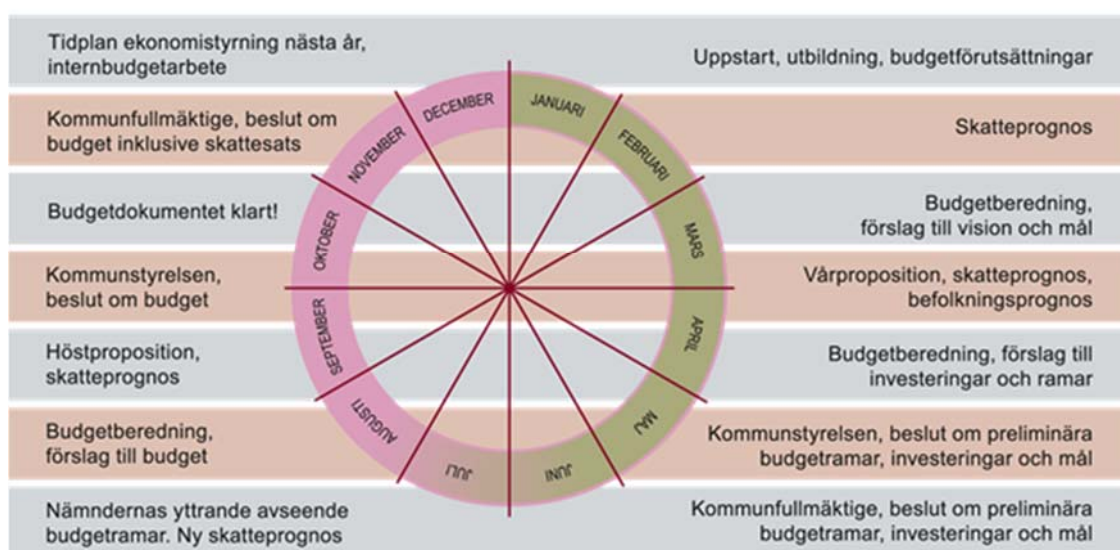 Tidplan ekonomistyrning nästa år,
internbudgetarbete
Kommunfullmäktige, beslut om
budget inklusive skattesats
Budgetdokumentet klart!
Kommunstyrelsen,
beslut om budget
Höstproposition,
skatteprognos
Budgetberedning,
förslag till budget
Nämndernas yttrande avseende
budgetramar. Ny skatteprognos
JANUARI
FEBRUARI
MARS
APRIL
MAJ
JUNI
JULI
AUGUSTI
SEPTEMBER
OKTOBER
NOVEMBER
DECEMBER
Uppstart, utbildning, budgetförutsättningar
Skatteprognos
Budgetberedning,
förslag till vision och mål
Vårproposition, skatteprognos,
befolkningsprognos
Budgetberedning, förslag till
investeringar och ramar
Kommunstyrelsen, beslut om preliminära
budgetramar, investeringar och mål
Kommunfullmäktige, beslut om preliminära
budgetramar, investeringar och mål